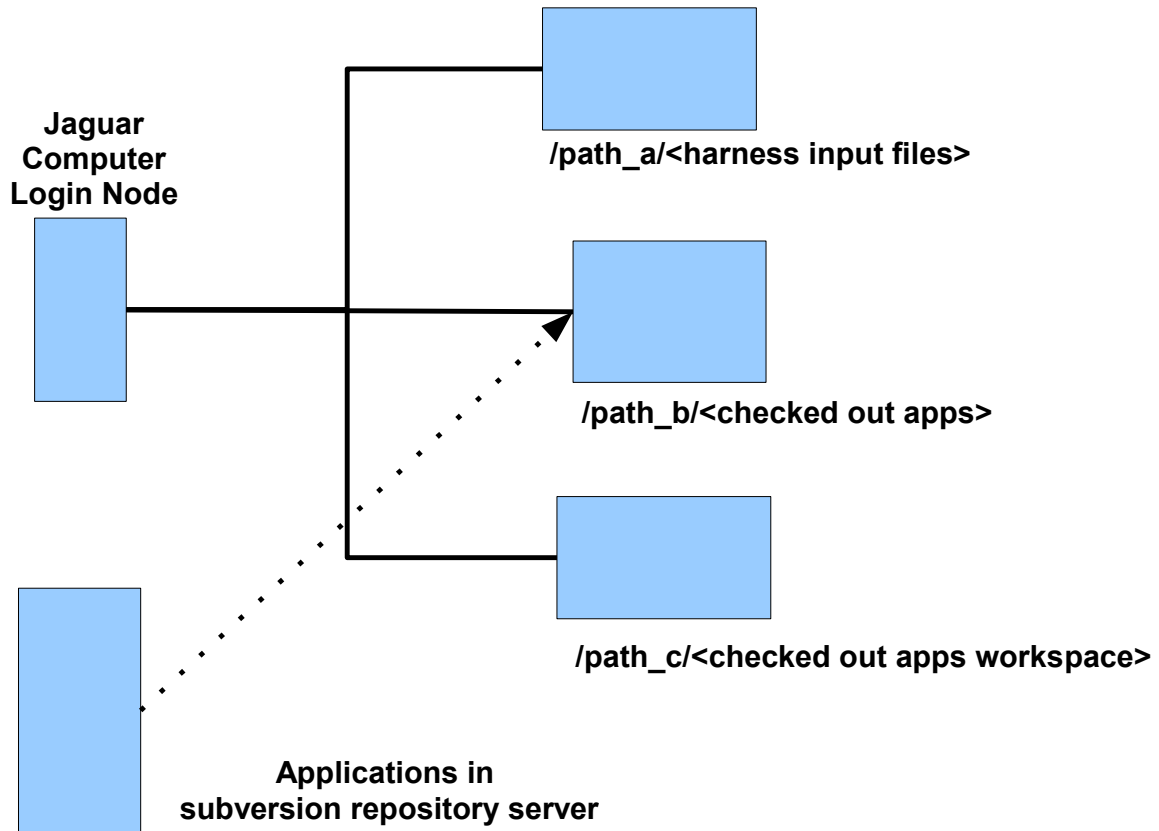 Jaguar
Computer
Login Node
/path_a/<harness input files>
/path_b/<checked out apps>
/path_c/<checked out apps workspace>
Applications in
subversion repository server